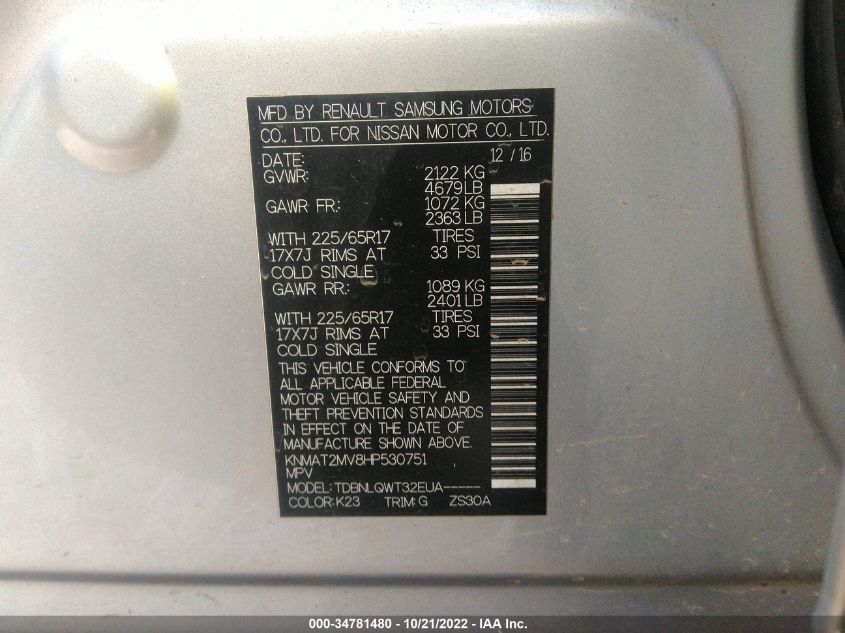 MFD BY RENAULT SAMSUNG MOTORS
CO., LTD. FOR NISSAN MOTOR CO., LTD.
DATE: 12 / 16
GVWR: 2122 KG
4679 LB
GAWR FR.: 1072 KG
2363 LB
WITH 225/65R17 TIRES
17X7J RIMS AT 33 PSI
COLD SINGLE
GAWR RR.: 1089 KG
2401 LB
WITH 225/65R17 TIRES
17X7J RIMS AT 33 PSI
COLD SINGLE
THIS VEHICLE CONFORMS TO
ALL APPLICABLE FEDERAL
MOTOR VEHICLE SAFETY AND
THEFT PREVENTION STANDARDS
IN EFFECT ON THE DATE OF
MANUFACTURE SHOWN ABOVE.
KNMAT2MV8HP530751
MPV
MODEL: TDBNLQWT32EUA-----
COLOR: K23 TRIM: G ZS30A
000-34781480 - 10/21/2022 - IAA Inc.